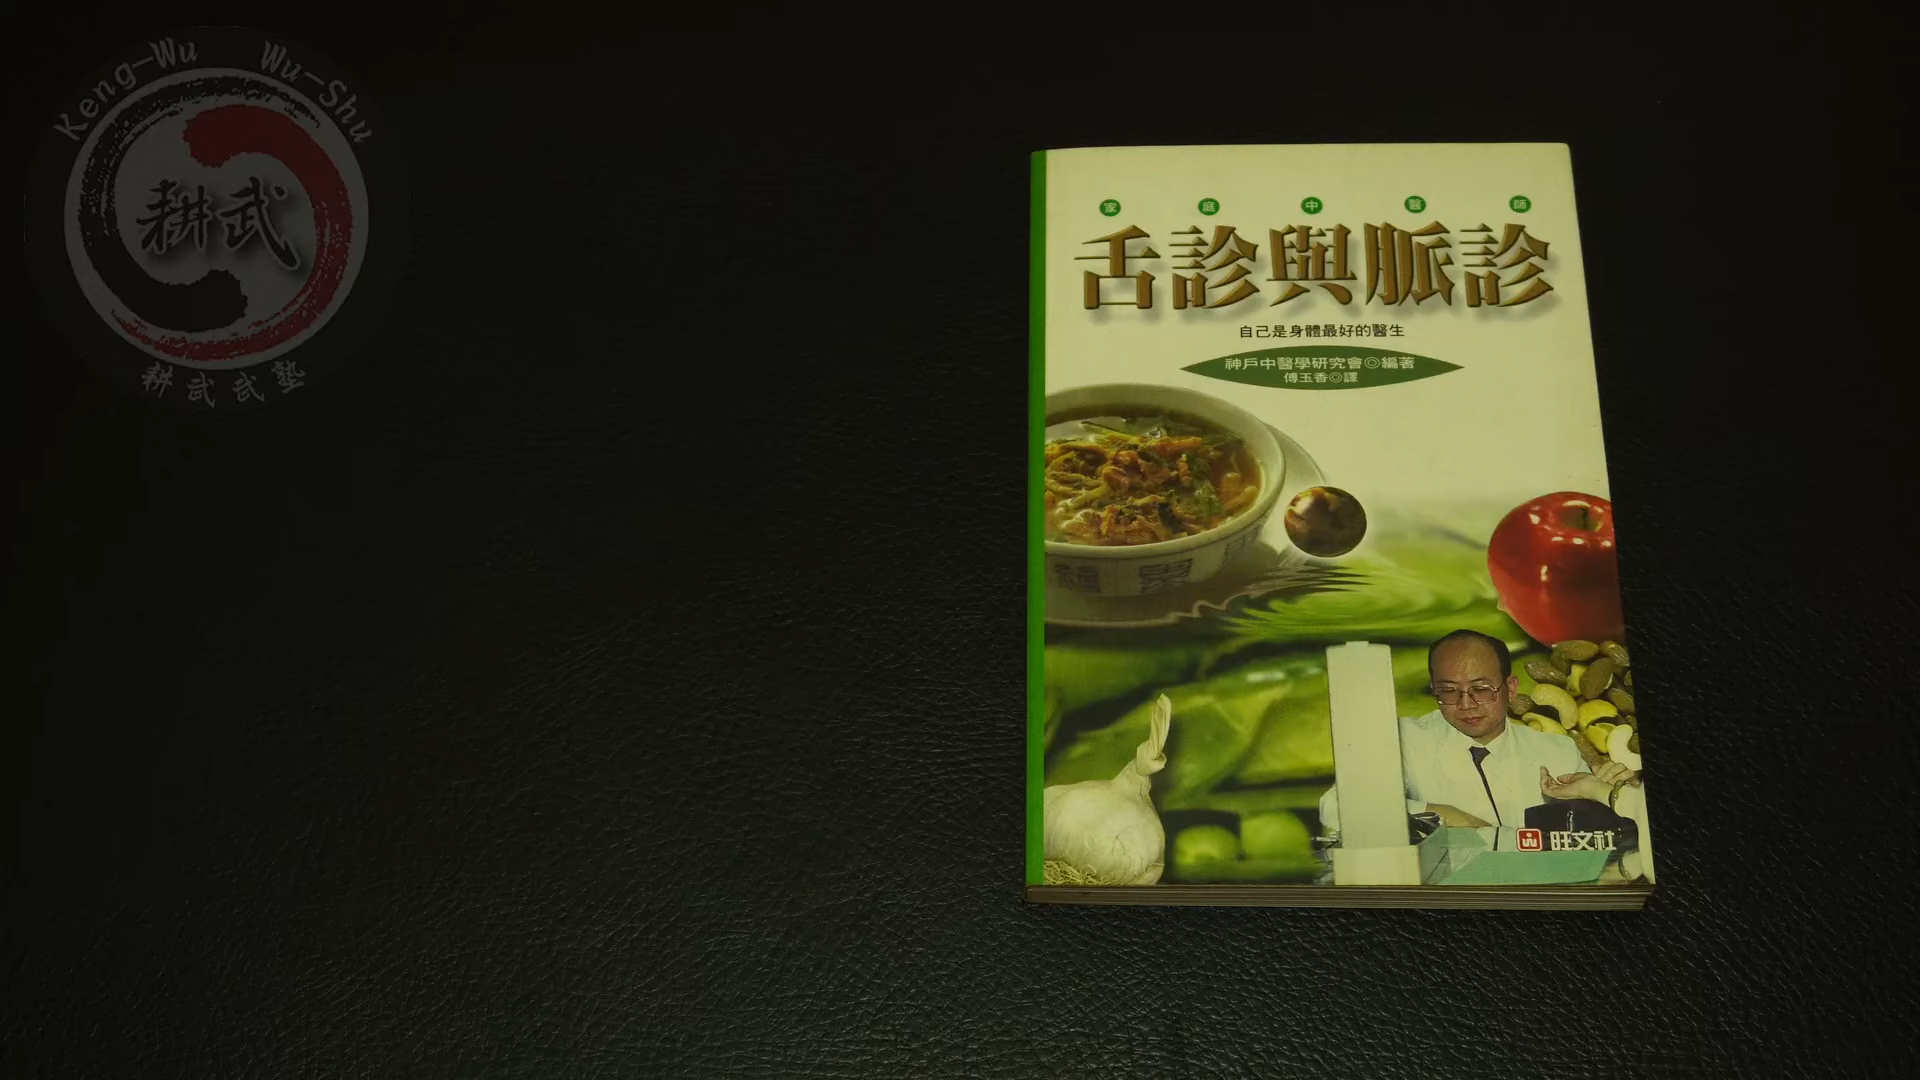 Keng-Wu Wu-Shu
耕武
耕武武塾
家庭中醫師
舌診與脈診
自己是身體最好的醫生
神戶中醫學研究會◎編著
傅玉香◎譯
旺文社